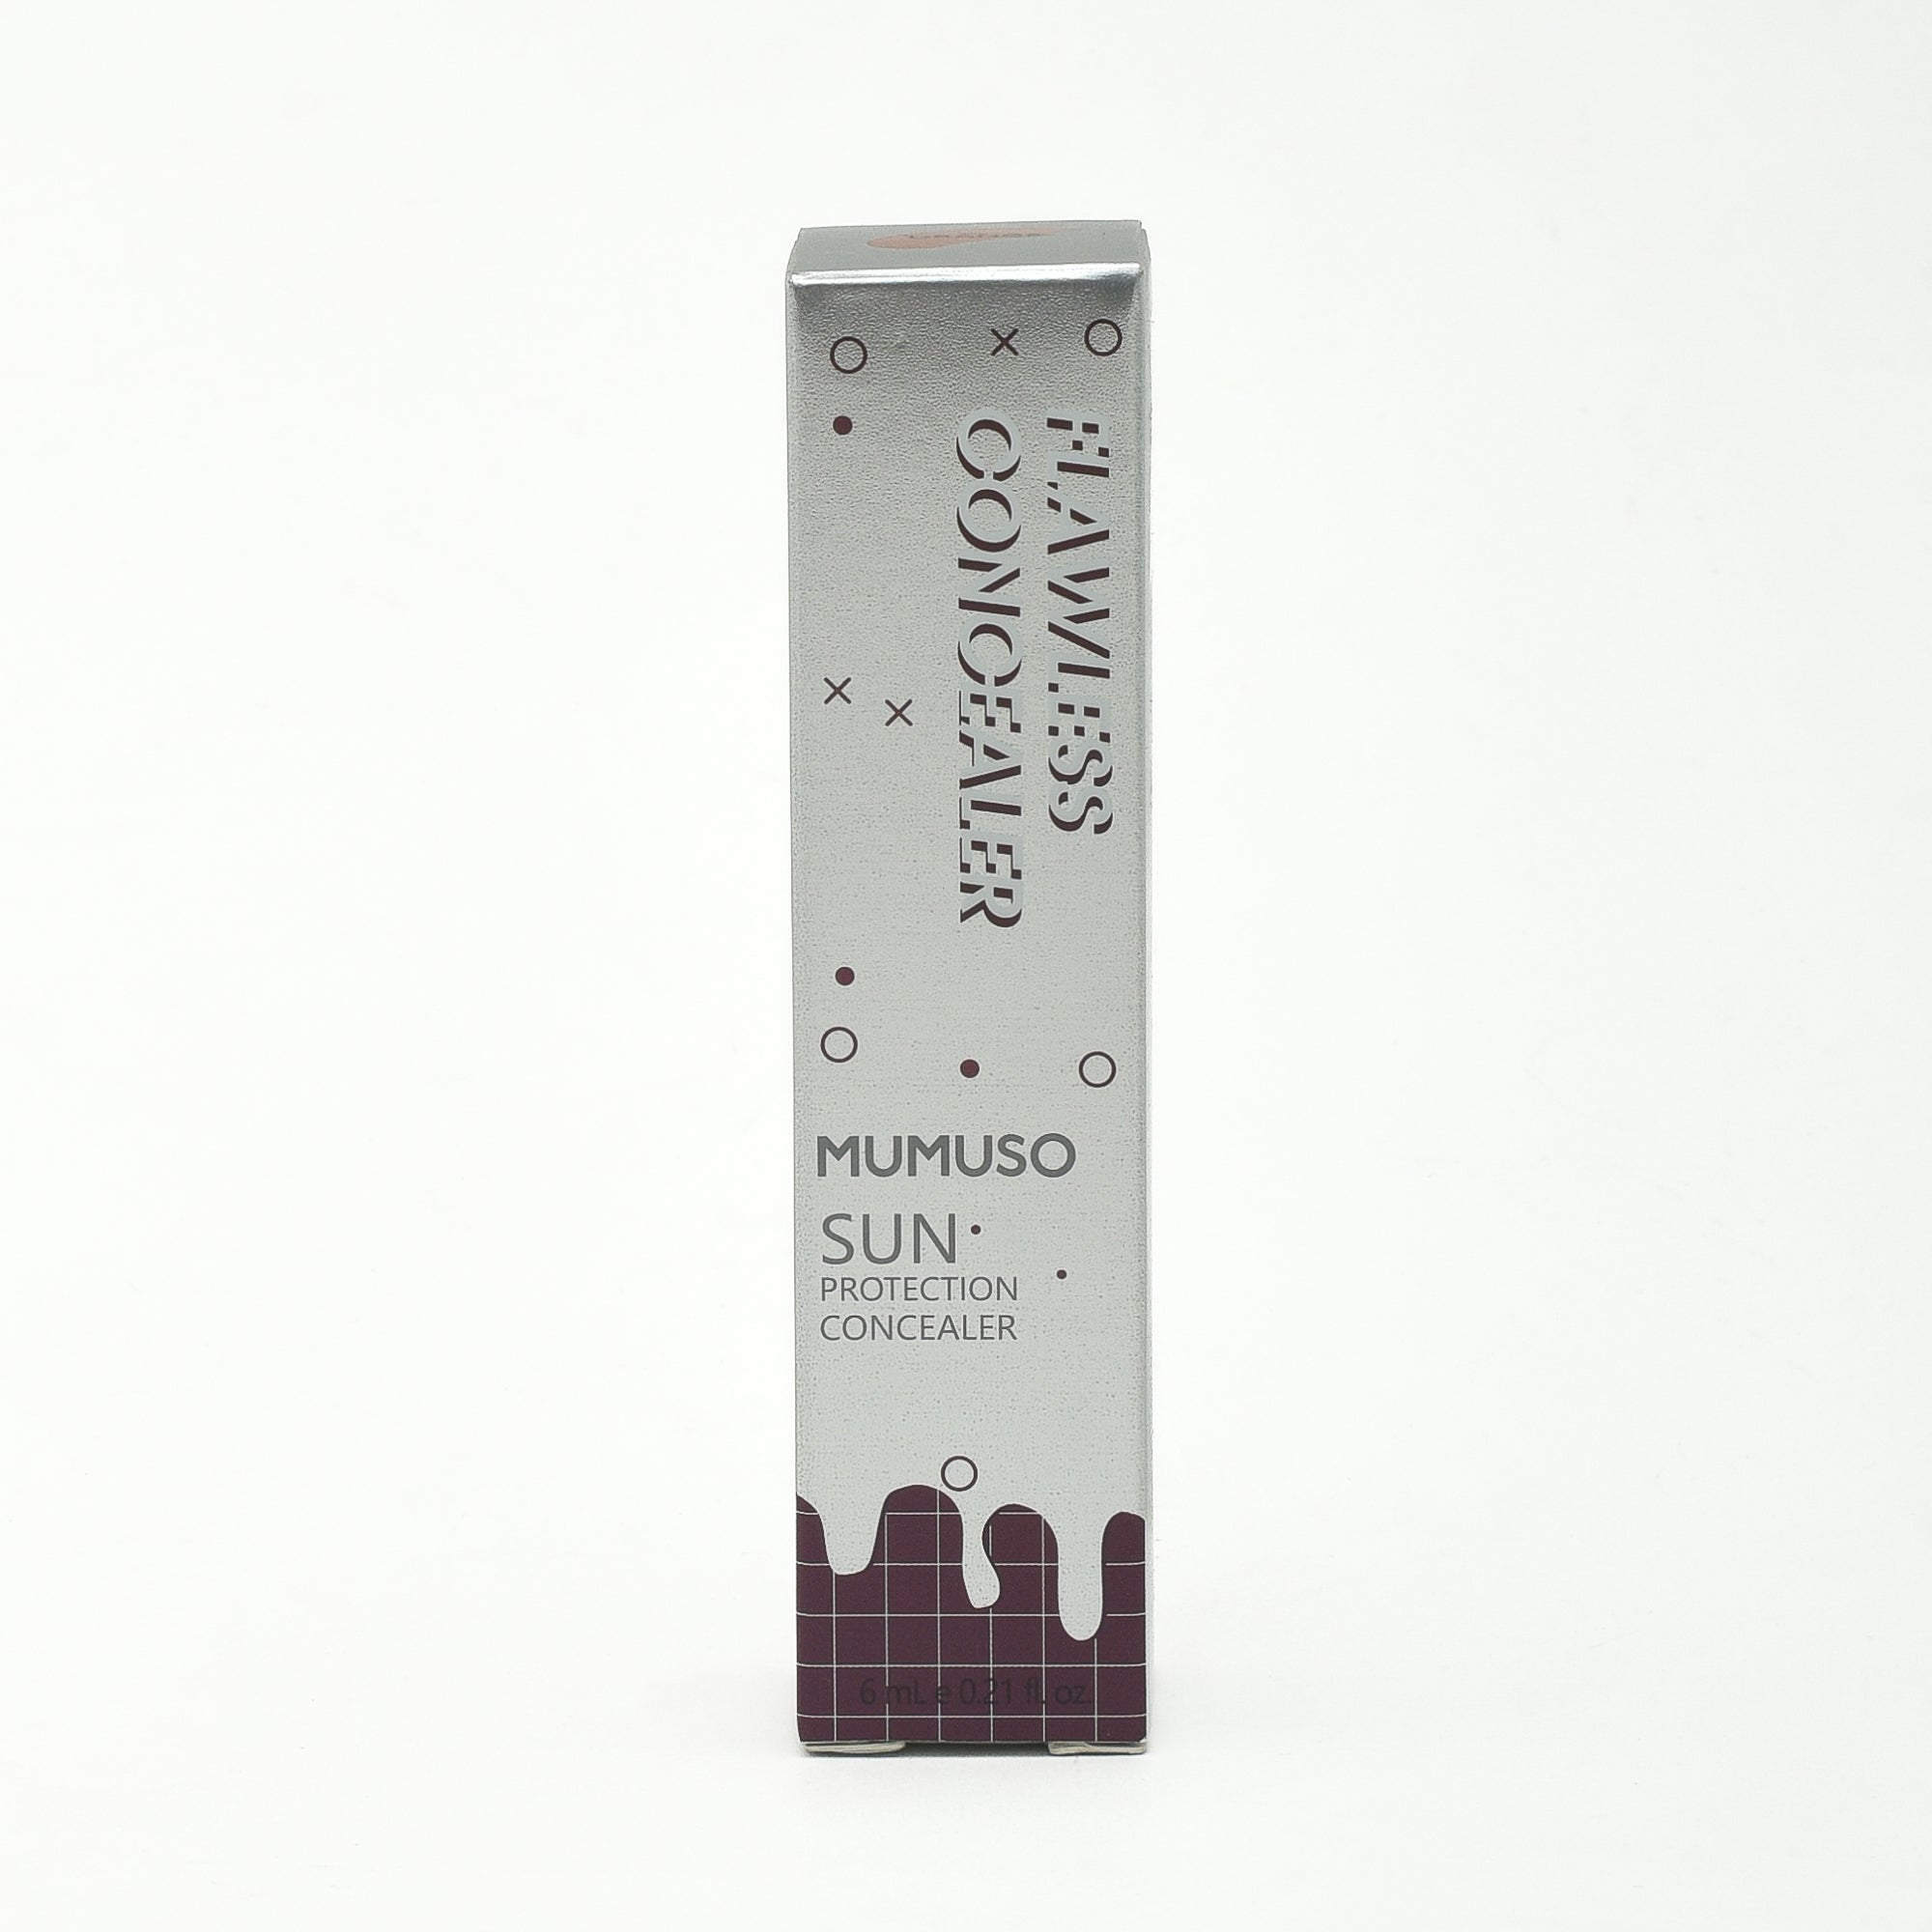 FLAWLESS
CONCEALER
MUMUSO
SUN
PROTECTION
CONCEALER
6 mL e 0.21 fl. oz.